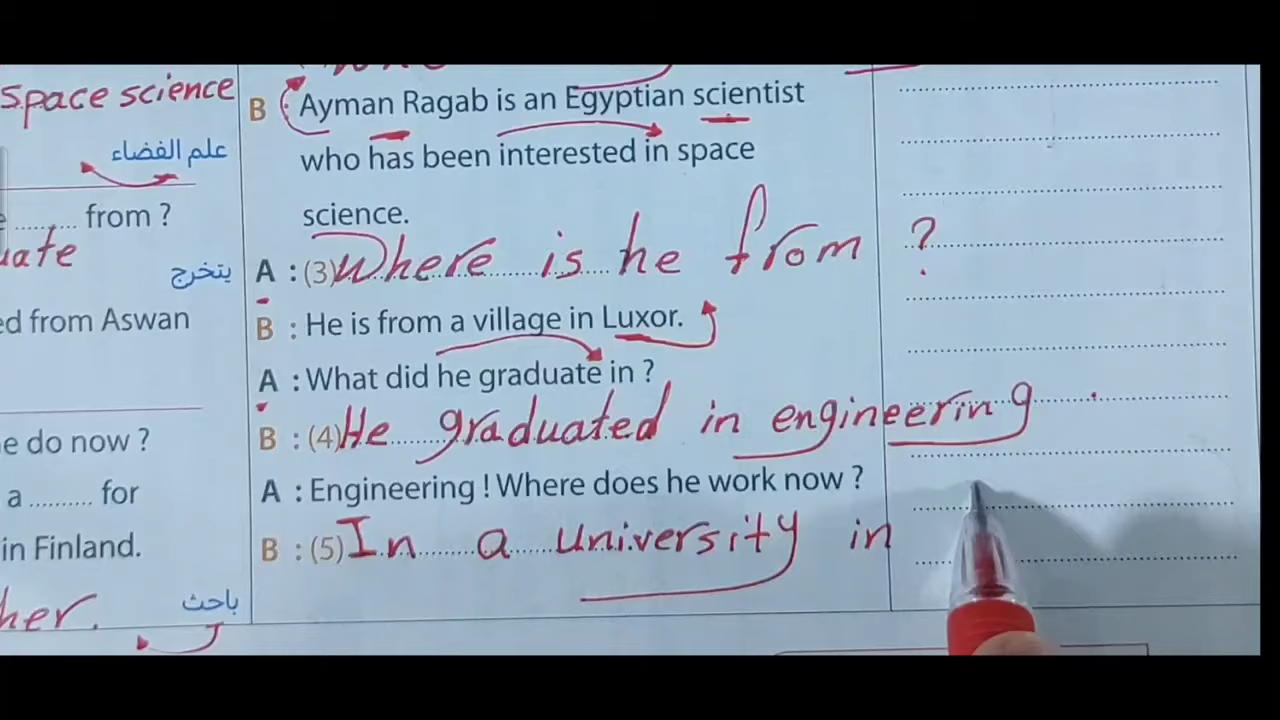 space science
علم الفضاء
from ?
يتخرج
ed from Aswan
e do now ?
a .......... for
in Finland.
her.
باحث
B : Ayman Ragab is an Egyptian scientist
who has been interested in space
science.
A : (3) Where is he from ?
B : He is from a village in Luxor.
A : What did he graduate in ?
B : (4) He graduated in engineering .
A : Engineering ! Where does he work now ?
B : (5) In a university in